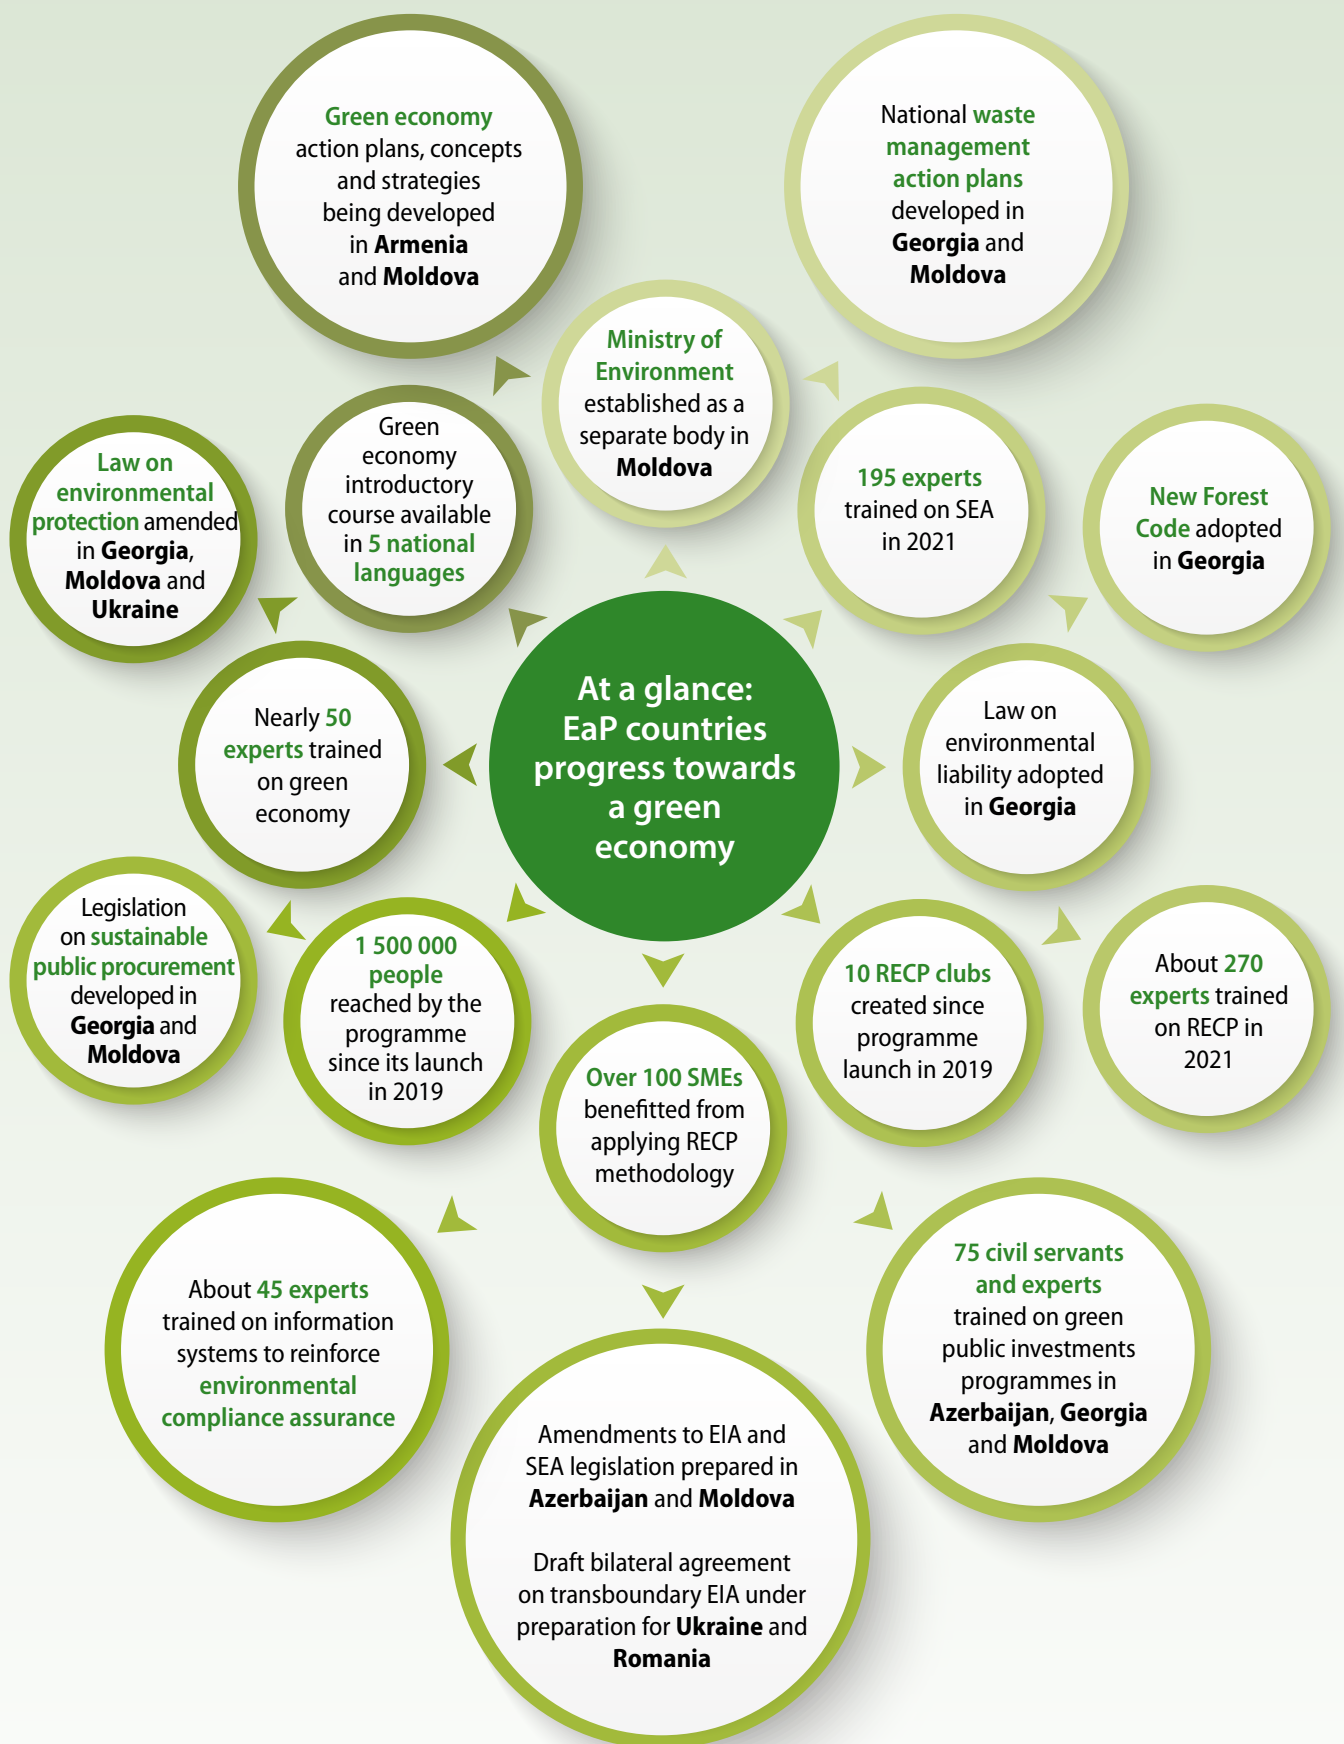 Green economy
action plans, concepts
and strategies
being developed
in Armenia
and Moldova
National waste
management
action plans
developed in
Georgia and
Moldova
Ministry of
Environment
established as a
separate body in
Moldova
Green
economy
introductory
course available
in 5 national
languages
195 experts
trained on SEA
in 2021
Law on
environmental
protection amended
in Georgia,
Moldova and
Ukraine
New Forest
Code adopted
in Georgia
At a glance:
EaP countries
progress towards
a green
economy
Nearly 50
experts trained
on green
economy
Law on
environmental
liability adopted
in Georgia
Legislation
on sustainable
public procurement
developed in
Georgia and
Moldova
1 500 000
people
reached by the
programme
since its launch
in 2019
Over 100 SMEs
benefitted from
applying RECP
methodology
10 RECP clubs
created since
programme
launch in 2019
About 270
experts trained
on RECP in
2021
About 45 experts
trained on information
systems to reinforce
environmental
compliance assurance
75 civil servants
and experts
trained on green
public investments
programmes in
Azerbaijan, Georgia
and Moldova
Amendments to EIA and
SEA legislation prepared in
Azerbaijan and Moldova
Draft bilateral agreement
on transboundary EIA under
preparation for Ukraine and
Romania